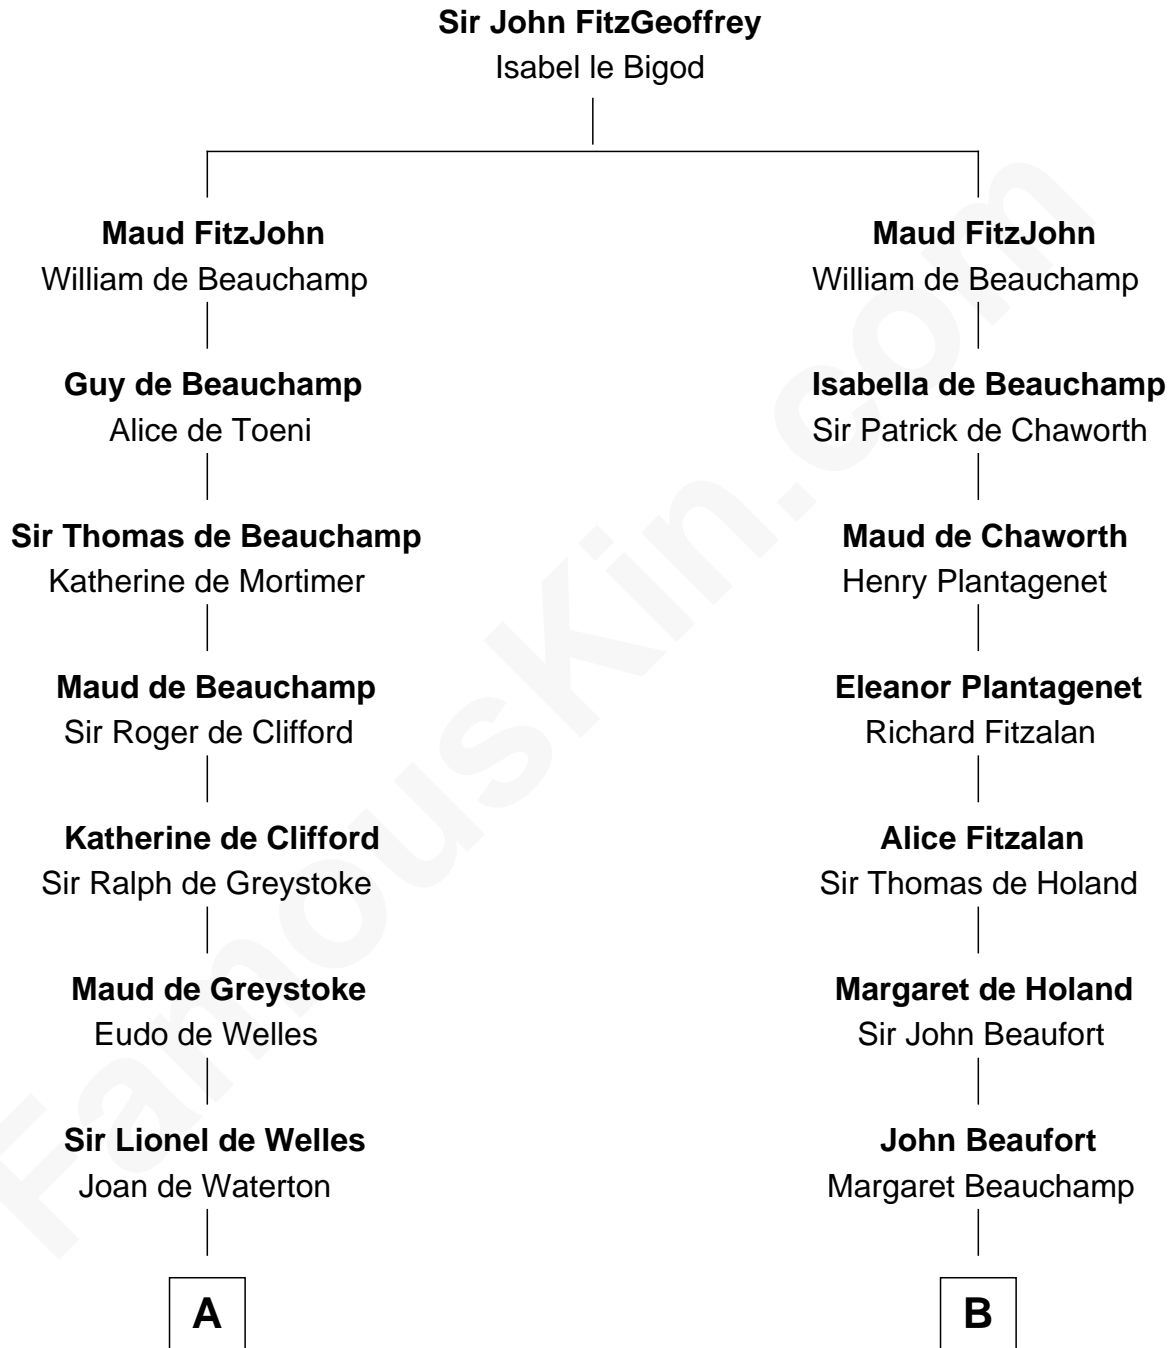 Sir John FitzGeoffrey
Isabel le Bigod
Maud FitzJohn
William de Beauchamp
Guy de Beauchamp
Alice de Toeni
Sir Thomas de Beauchamp
Katherine de Mortimer
Maud de Beauchamp
Sir Roger de Clifford
Katherine de Clifford
Sir Ralph de Greystoke
Maud de Greystoke
Eudo de Welles
Sir Lionel de Welles
Joan de Waterton
A
Maud FitzJohn
William de Beauchamp
Isabella de Beauchamp
Sir Patrick de Chaworth
Maud de Chaworth
Henry Plantagenet
Eleanor Plantagenet
Richard Fitzalan
Alice Fitzalan
Sir Thomas de Holand
Margaret de Holand
Sir John Beaufort
John Beaufort
Margaret Beauchamp
B
FamousKin.com